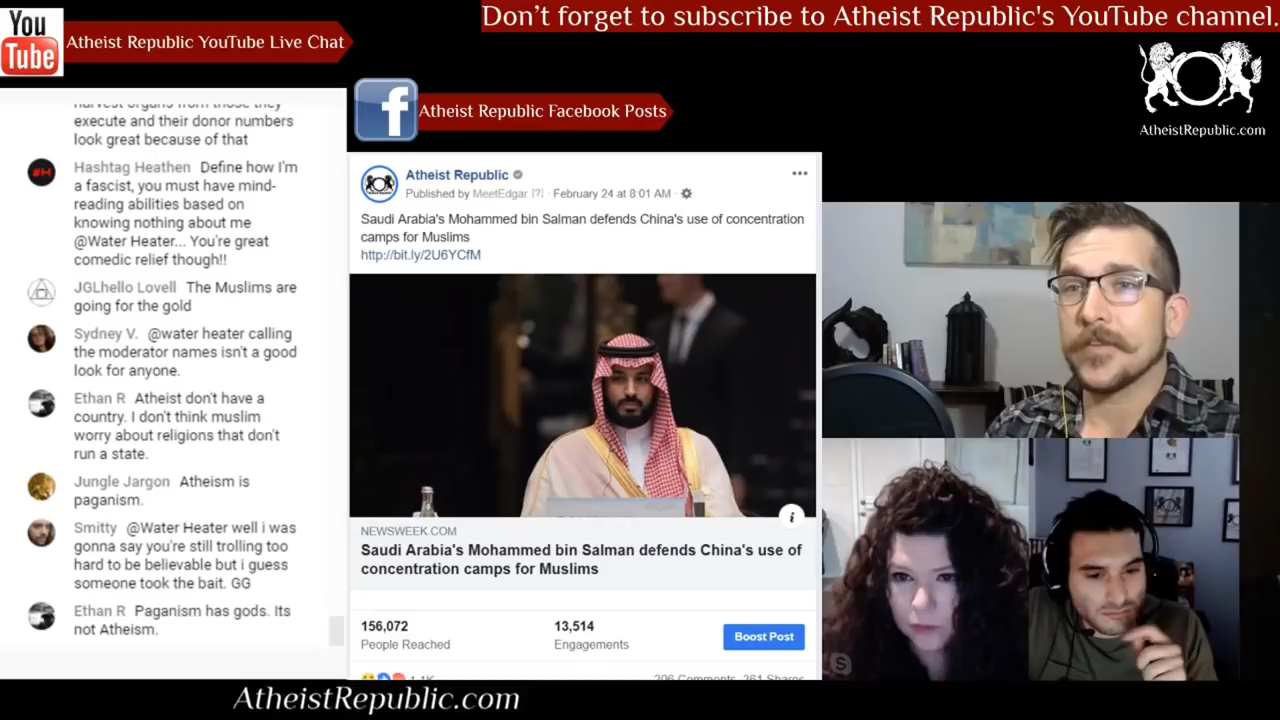 Don't forget to subscribe to Atheist Republic's YouTube channel.
You
Tube
Atheist Republic YouTube Live Chat
AtheistRepublic.com
f
Atheist Republic Facebook Posts
harvest organs from those they
execute and their donor numbers
look great because of that
#H
Hashtag Heathen Define how I'm
a fascist, you must have mind-
reading abilities based on
knowing nothing about me
@Water Heater... You're great
comedic relief though!!
JGLhello Lovell The Muslims are
going for the gold
Sydney V. @water heater calling
the moderator names isn't a good
look for anyone.
Ethan R Atheist don't have a
country. I don't think muslim
worry about religions that don't
run a state.
Jungle Jargon Atheism is
paganism.
Smitty @Water Heater well i was
gonna say you're still trolling too
hard to be believable but i guess
someone took the bait. GG
Ethan R Paganism has gods. Its
not Atheism.
Atheist Republic
Published by MeetEdgar [?] · February 24 at 8:01 AM ·
Saudi Arabia's Mohammed bin Salman defends China's use of concentration
camps for Muslims
http://bit.ly/2U6YCfM
i
NEWSWEEK.COM
Saudi Arabia's Mohammed bin Salman defends China's use of
concentration camps for Muslims
156,072
People Reached
13,514
Engagements
Boost Post
1.1K
296 Comments 361 Shares
S
AtheistRepublic.com